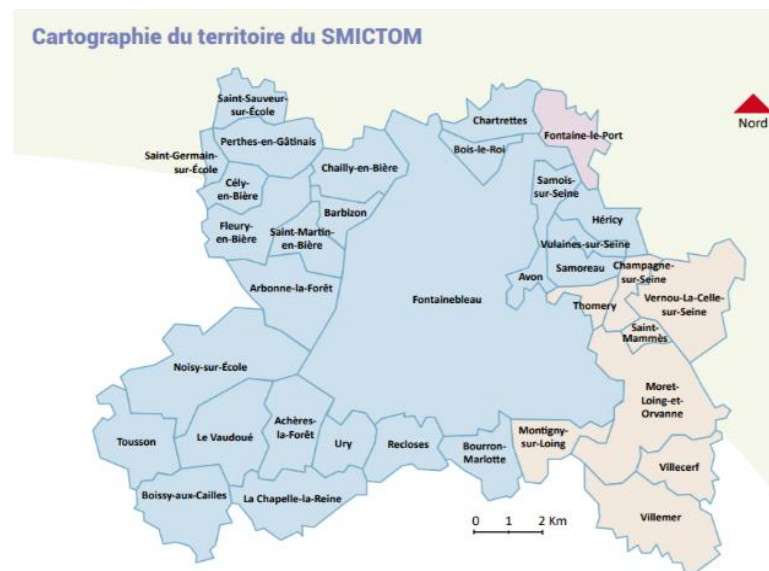 Cartographie du territoire du SMICTOM
Nord
Saint-Sauveur-
sur-École
Chartrettes
Fontaine-le-Port
Perthes-en-Gâtinais
Bois-le-Roi
Saint-Germain-
sur-École
Chailly-en-Bière
Cély-
en-Bière
Samois-
sur-Seine
Barbizon
Héricy
Fleury-
en-Bière
Saint-Martin-
en-Bière
Vulaines-sur-Seine
Samoreau
Champagne-
sur-Seine
Avon
Arbonne-la-Forêt
Fontainebleau
Vernou-La-Celle-
sur-Seine
Thomery
Saint-
Mammès
Noisy-sur-École
Moret-
Loing-et-
Orvanne
Achères-
la-Forêt
Montigny-
sur-Loing
Tousson
Le Vaudoué
Ury
Recloses
Bourron-
Marlotte
Villecerf
Boissy-aux-Cailles
La Chapelle-la-Reine
Villemer
0 1 2 Km